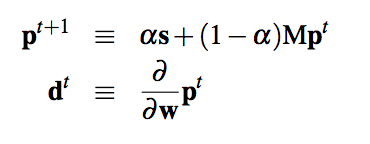 p^{t+1} ≡ αs + (1 − α)Mp^t
d^t ≡ ∂/∂w p^t